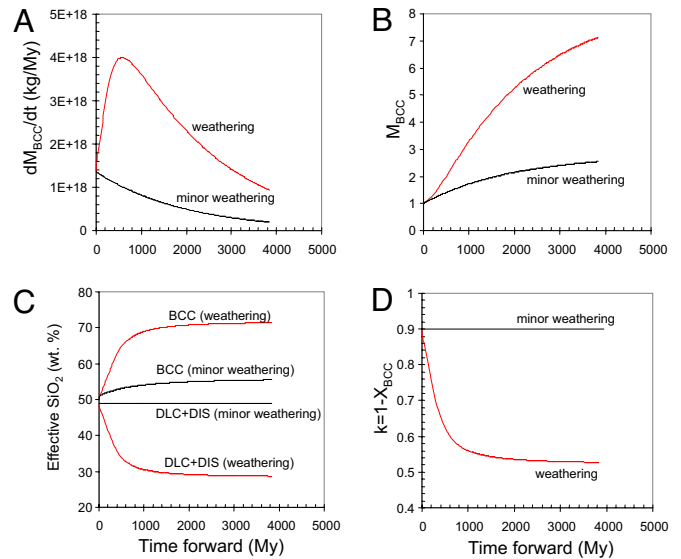 A
dM_BCC/dt (kg/My)
5E+18
4E+18
3E+18
2E+18
1E+18
0
weathering
minor weathering
0 1000 2000 3000 4000 5000
B
M_BCC
8
7
6
5
4
3
2
1
0
weathering
minor weathering
0 1000 2000 3000 4000 5000
C
Effective SiO2 (wt. %)
80
70
60
50
40
30
20
BCC (weathering)
BCC (minor weathering)
DLC+DIS (minor weathering)
DLC+DIS (weathering)
0 1000 2000 3000 4000 5000
Time forward (My)
D
k=1-X_BCC
1
0.9
0.8
0.7
0.6
0.5
0.4
minor weathering
weathering
0 1000 2000 3000 4000 5000
Time forward (My)